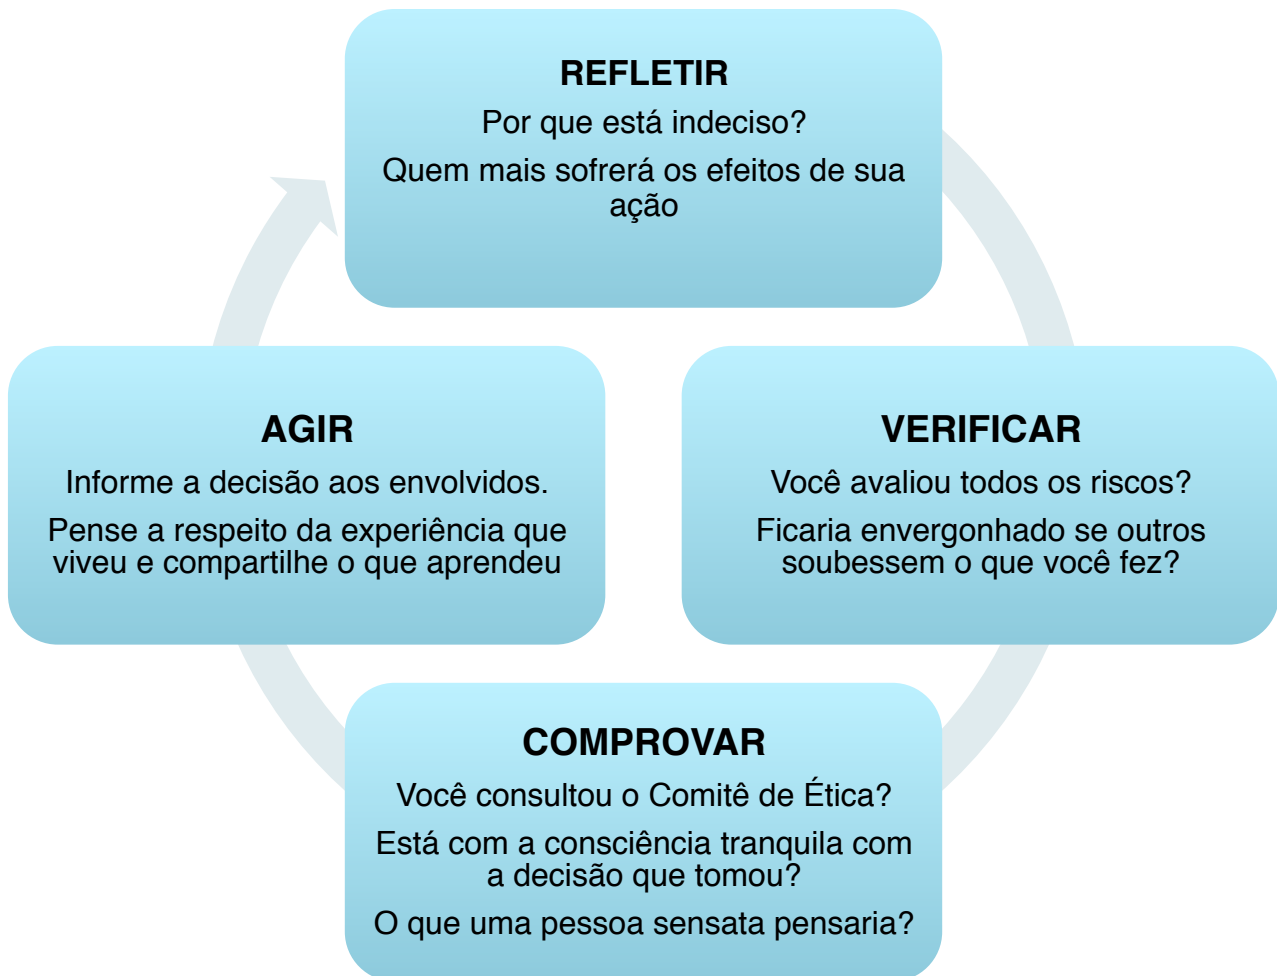 REFLETIR
Por que está indeciso?
Quem mais sofrerá os efeitos de sua
ação
VERIFICAR
Você avaliou todos os riscos?
Ficaria envergonhado se outros
soubessem o que você fez?
COMPROVAR
Você consultou o Comitê de Ética?
Está com a consciência tranquila com
a decisão que tomou?
O que uma pessoa sensata pensaria?
AGIR
Informe a decisão aos envolvidos.
Pense a respeito da experiência que
viveu e compartilhe o que aprendeu